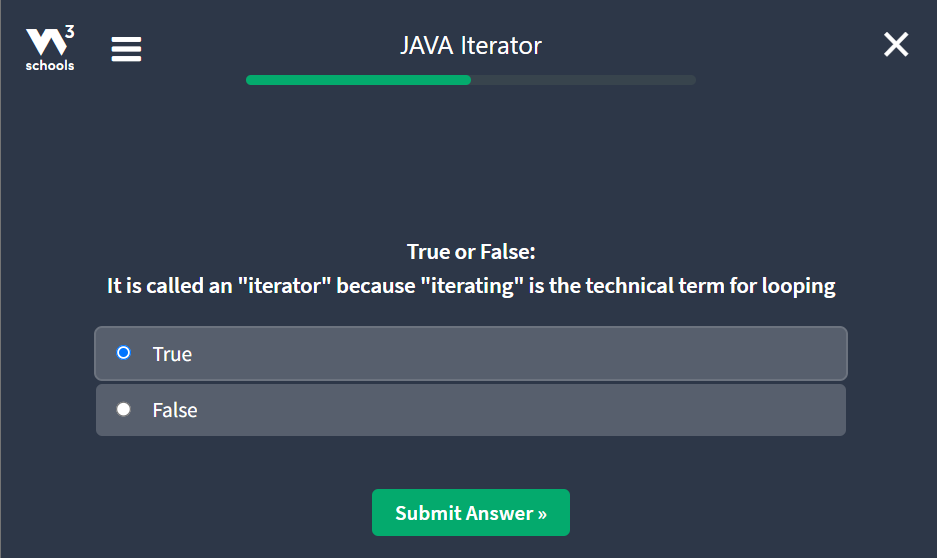 W3
schools
JAVA Iterator
True or False:
It is called an "iterator" because "iterating" is the technical term for looping
True
False
Submit Answer »